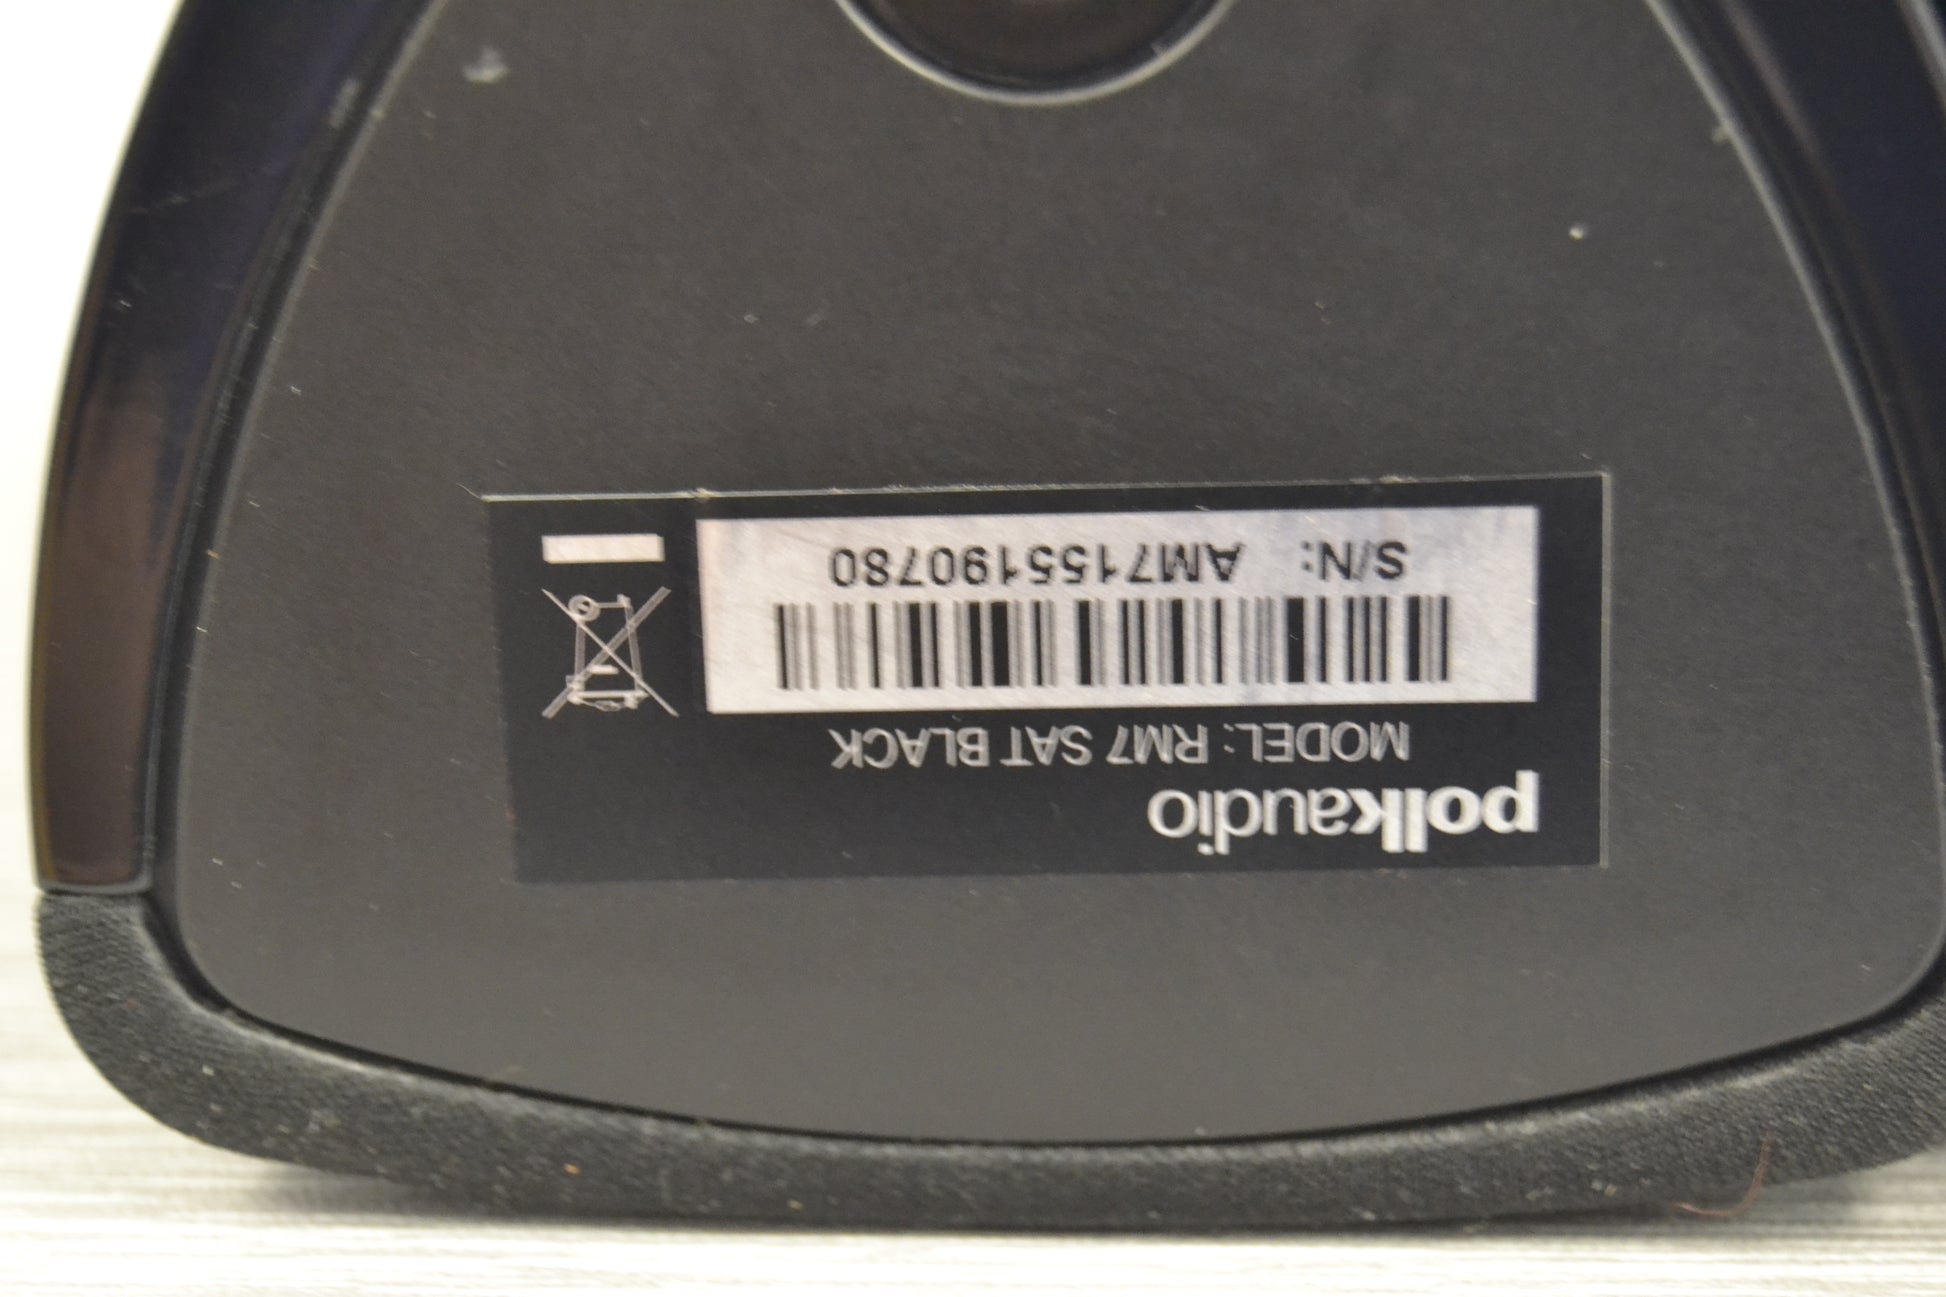 polkaudio
MODEL: RM7 SAT BLACK
S/N: AM7155190780